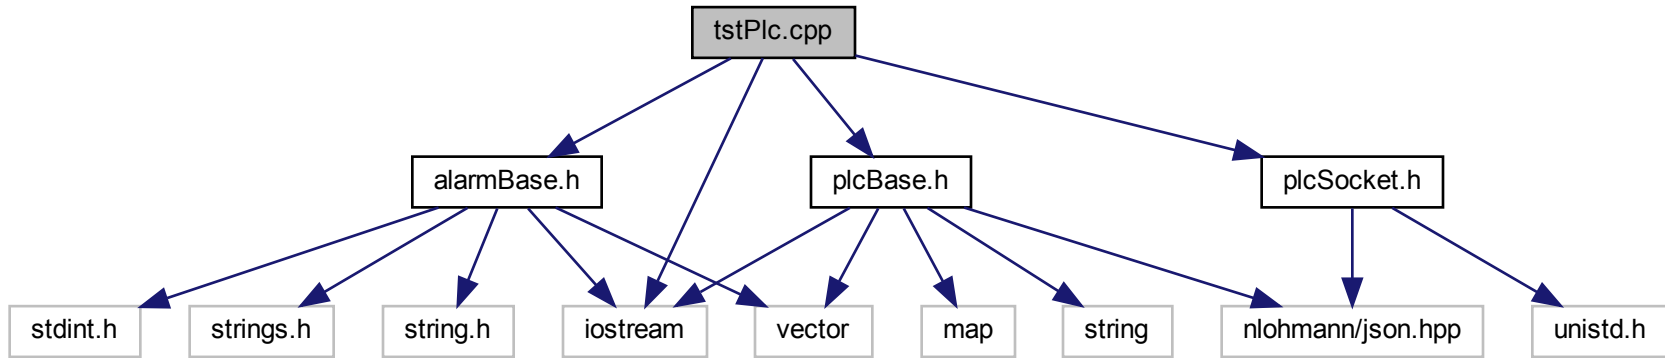 tstPlc.cpp
alarmBase.h
plcBase.h
plcSocket.h
stdint.h
strings.h
string.h
iostream
vector
map
string
nlohmann/json.hpp
unistd.h